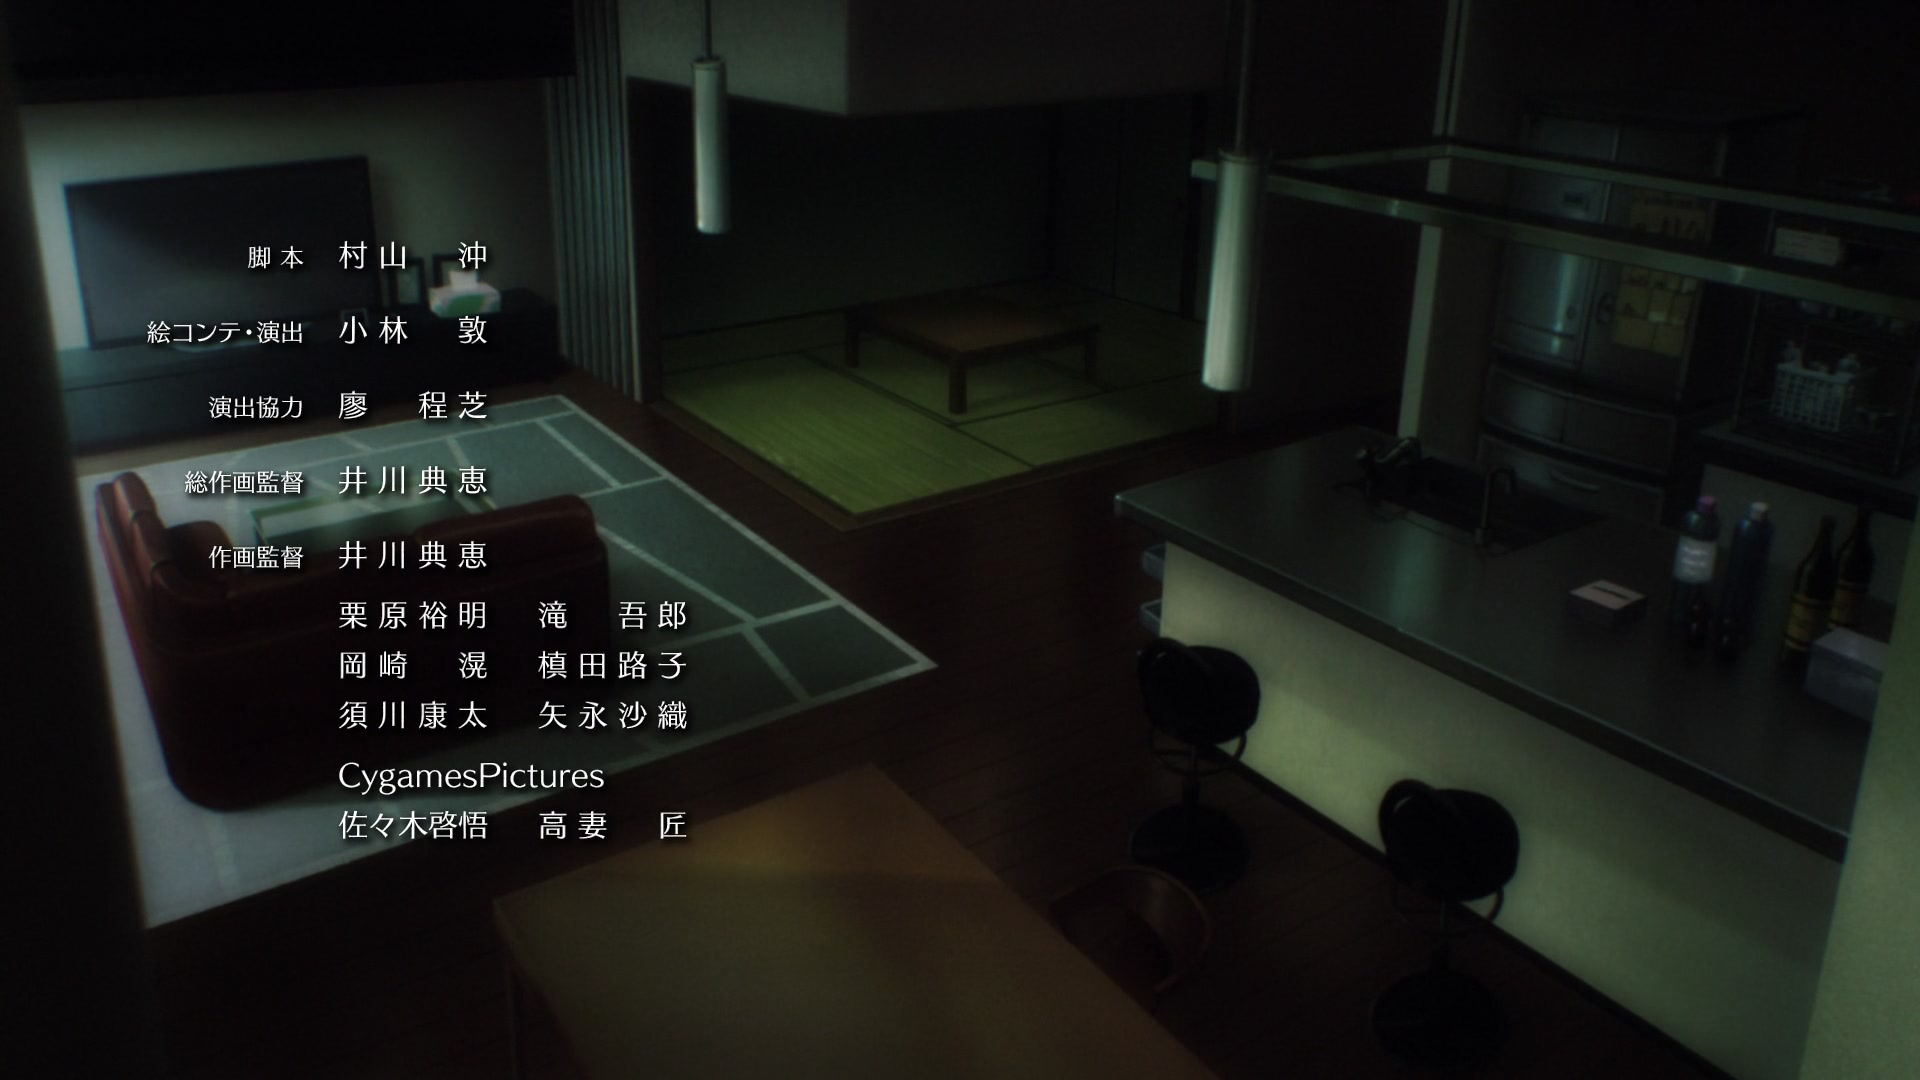 脚本 村山 沖
絵コンテ・演出 小林 敦
演出協力 廖 程芝
総作画監督 井川典恵
作画監督 井川典恵
栗原裕明 滝 吾郎
岡崎 滉 槙田路子
須川康太 矢永沙織
CygamesPictures
佐々木啓悟 高妻 匠